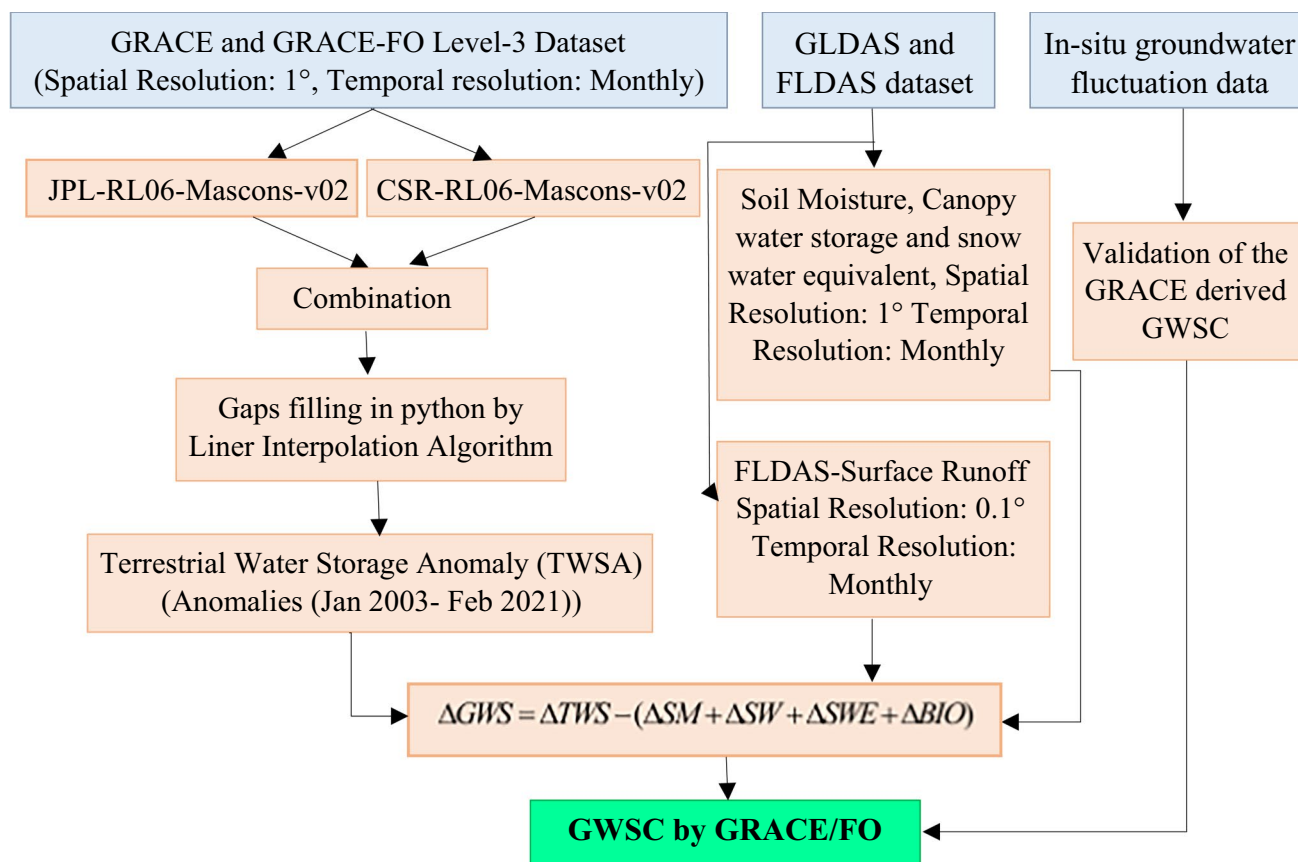 GRACE and GRACE-FO Level-3 Dataset
(Spatial Resolution: 1°, Temporal resolution: Monthly)
GLDAS and
FLDAS dataset
In-situ groundwater
fluctuation data
JPL-RL06-Mascons-v02
CSR-RL06-Mascons-v02
Soil Moisture, Canopy
water storage and snow
water equivalent, Spatial
Resolution: 1° Temporal
Resolution: Monthly
Validation of the
GRACE derived
GWSC
Combination
Gaps filling in python by
Liner Interpolation Algorithm
FLDAS-Surface Runoff
Spatial Resolution: 0.1°
Temporal Resolution:
Monthly
Terrestrial Water Storage Anomaly (TWSA)
(Anomalies (Jan 2003- Feb 2021))
ΔGWS = ΔTWS − (ΔSM + ΔSW + ΔSWE + ΔBIO)
GWSC by GRACE/FO